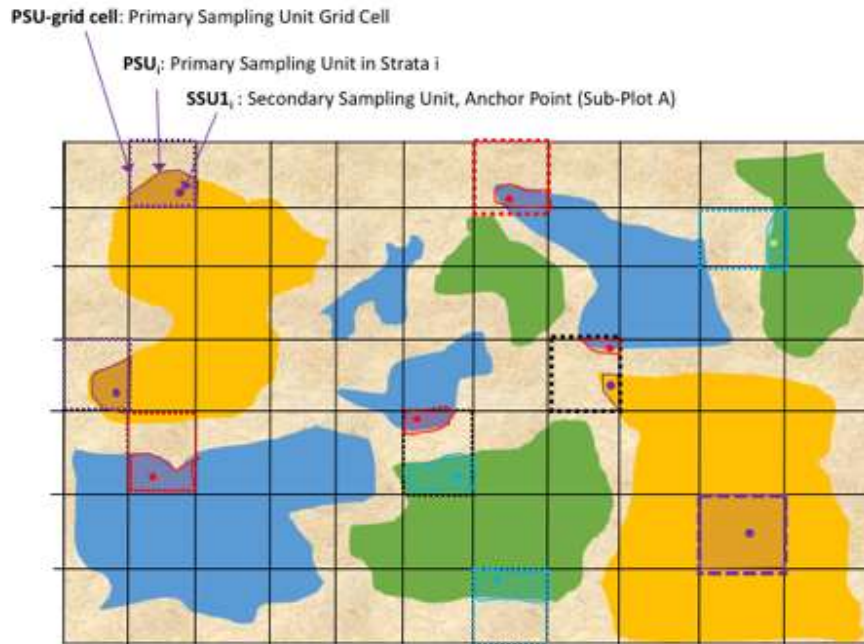 PSU-grid cell: Primary Sampling Unit Grid Cell
PSUi: Primary Sampling Unit in Strata i
SSU1i : Secondary Sampling Unit, Anchor Point (Sub-Plot A)